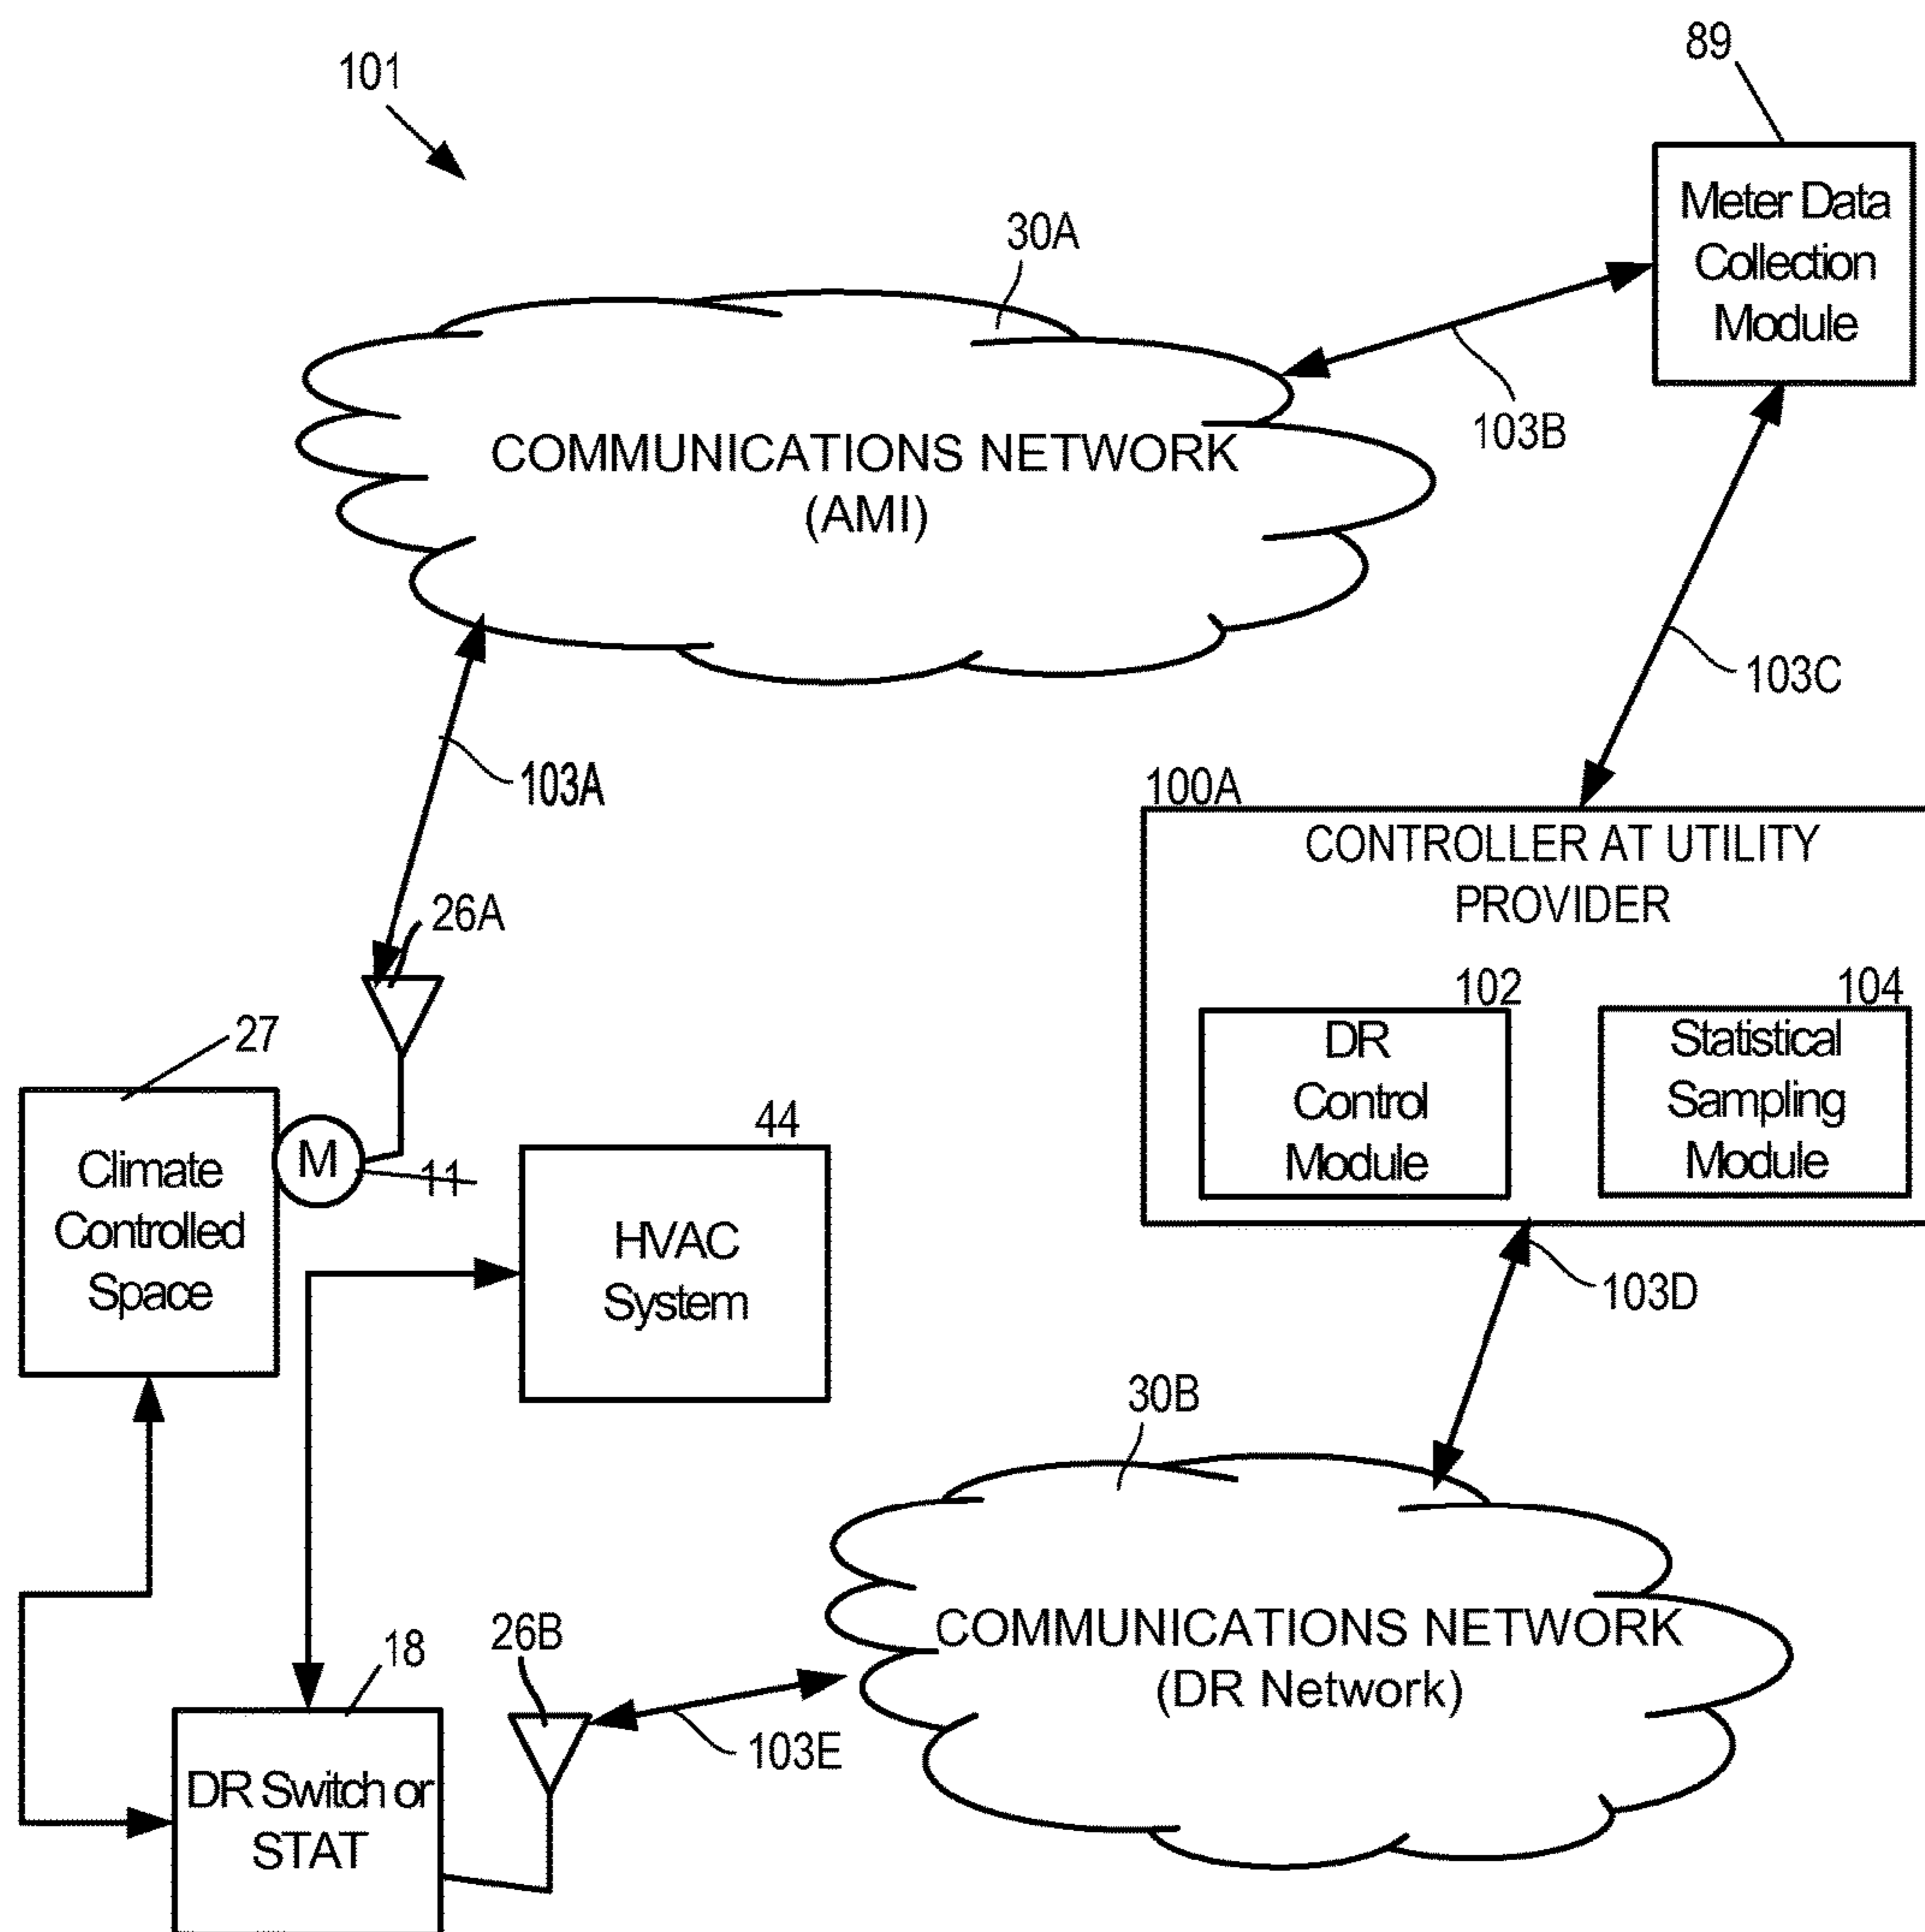 89
101
Meter Data
Collection
Module
30A
103B
COMMUNICATIONS NETWORK
(AMI)
103C
103A
100A
CONTROLLER AT UTILITY
PROVIDER
26A
102
104
DR
Control
Module
Statistical
Sampling
Module
27
44
M
11
Climate
Controlled
Space
HVAC
System
103D
30B
26B
18
COMMUNICATIONS NETWORK
(DR Network)
103E
DR Switch or
STAT